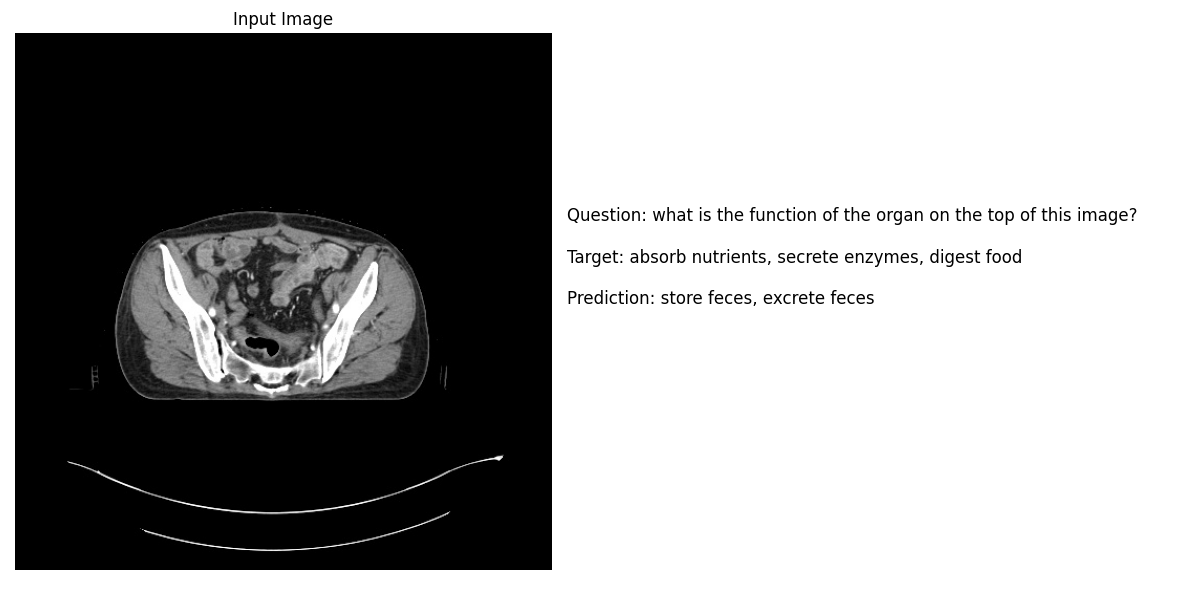 Input Image
Question: what is the function of the organ on the top of this image?
Target: absorb nutrients, secrete enzymes, digest food
Prediction: store feces, excrete feces